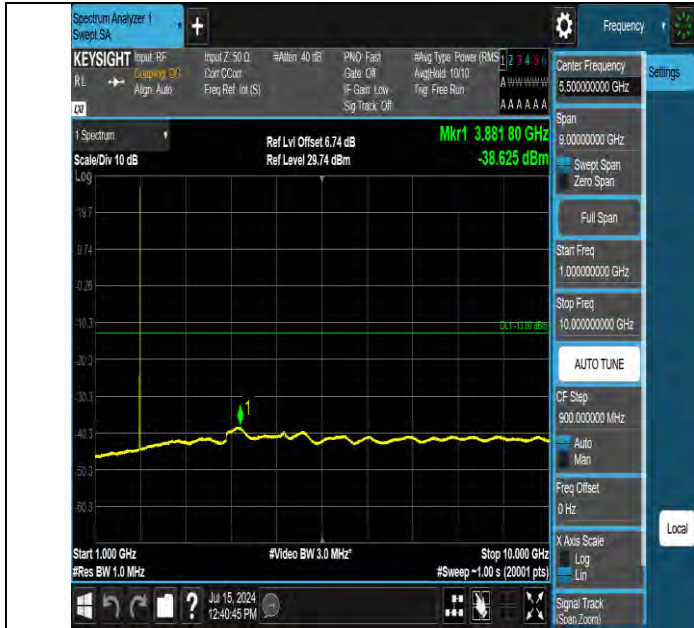 Spectrum Analyzer 1
Swept SA
+
Frequency
KEYSIGHT
RL
Input: RF
Coupling: DC
Align: Auto
Input Z: 50 Ω
Corr CCorr
Freq Ref: Int (S)
#Atten: 40 dB
PNO: Fast
Gate: Off
IF Gain: Low
Sig Track: Off
#Avg Type: Power (RMS
Avg|Hold: 10/10
Trig: Free Run
1 2 3 4 5 6
A W W W W W
A A A A A A
1 Spectrum
Scale/Div 10 dB
Log
Ref Lvl Offset 6.74 dB
Ref Level 29.74 dBm
Mkr1 3.881 80 GHz
-38.625 dBm
19.7
9.74
-0.26
-10.3
DL1 -13.00 dBm
-20.3
-30.3
1
-40.3
-50.3
-60.3
Start 1.000 GHz
#Res BW 1.0 MHz
#Video BW 3.0 MHz*
Stop 10.000 GHz
#Sweep ~1.00 s (20001 pts)
?
Jul 15, 2024
12:40:45 PM
Center Frequency
5.500000000 GHz
Settings
Span
9.00000000 GHz
Swept Span
Zero Span
Full Span
Start Freq
1.000000000 GHz
Stop Freq
10.000000000 GHz
AUTO TUNE
CF Step
900.000000 MHz
Auto
Man
Freq Offset
0 Hz
Local
X Axis Scale
Log
Lin
Signal Track
(Span Zoom)